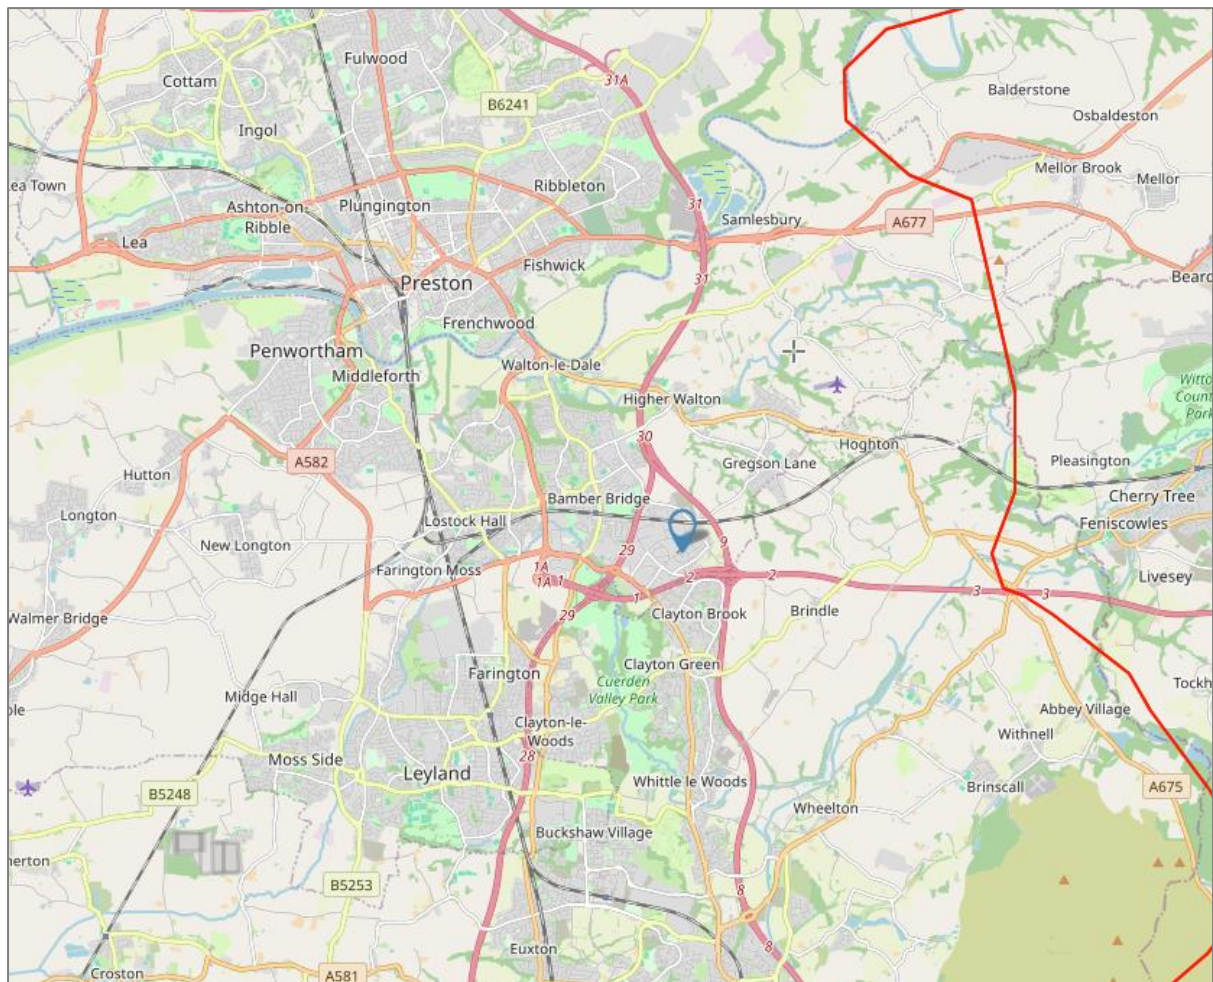 Fulwood
31A
Cottam
Balderstone
B6241
Osbaldeston
Ingol
Mellor Brook
Ribbleton
Mellor
ea Town
Plungington
Ashton-on-
Ribble
31
Samlesbury
A677
Lea
Fishwick
31
Beard
Preston
Frenchwood
Penwortham
Walton-le-Dale
Middleforth
Witto
Count
Park
Higher Walton
30
Hoghton
A582
Gregson Lane
Pleasington
Hutton
Bamber Bridge
Cherry Tree
Longton
Lostock Hall
Feniscowles
New Longton
29
9
Farington Moss
1A
1A
1
2
2
Livesey
1
3
3
Walmer Bridge
29
Clayton Brook
Brindle
Clayton Green
Farington
Cuerden
Valley Park
Tockh
Midge Hall
ole
Abbey Village
Clayton-le-
Woods
Withnell
28
Moss Side
Leyland
Whittle le Woods
Brinscall
A675
B5248
Wheelton
Buckshaw Village
nerton
B5253
8
8
Euxton
Croston
A581